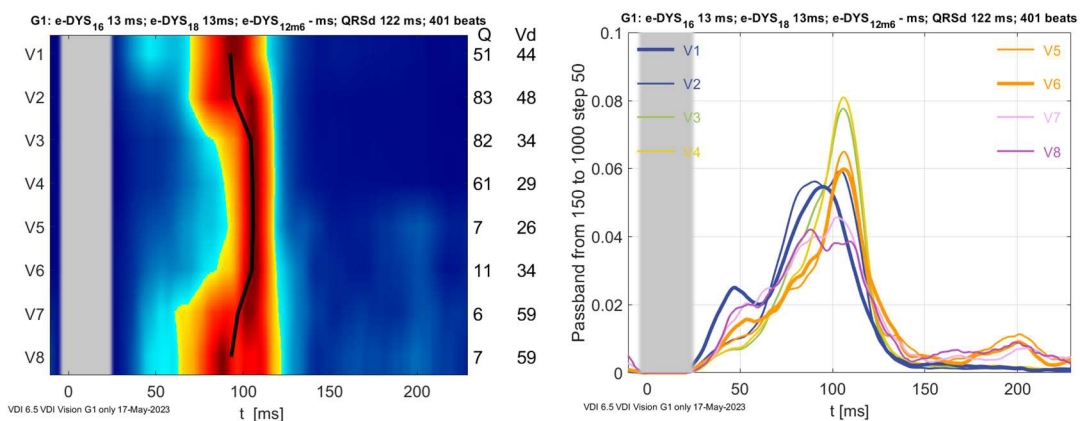 G1: e-DYS16 13 ms; e-DYS18 13ms; e-DYS12m6 - ms; QRSd 122 ms; 401 beats
Q Vd
V1 51 44
V2 83 48
V3 82 34
V4 61 29
V5 7 26
V6 11 34
V7 6 59
V8 7 59
0 50 100 150 200
VDI 6.5 VDI Vision G1 only 17-May-2023
t [ms]
G1: e-DYS16 13 ms; e-DYS18 13ms; e-DYS12m6 - ms; QRSd 122 ms; 401 beats
Passband from 150 to 1000 step 50
0.1
0.08
0.06
0.04
0.02
0
V1
V2
V3
V4
V5
V6
V7
V8
0 50 100 150 200
VDI 6.5 VDI Vision G1 only 17-May-2023
t [ms]